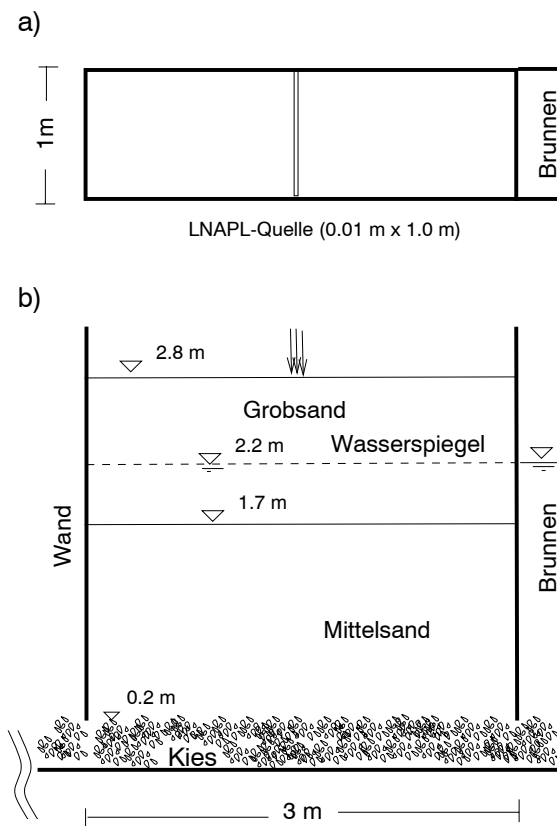 a)
1m
Brunnen
LNAPL-Quelle (0.01 m x 1.0 m)
b)
2.8 m
Grobsand
2.2 m
Wasserspiegel
1.7 m
Wand
Brunnen
Mittelsand
0.2 m
Kies
3 m